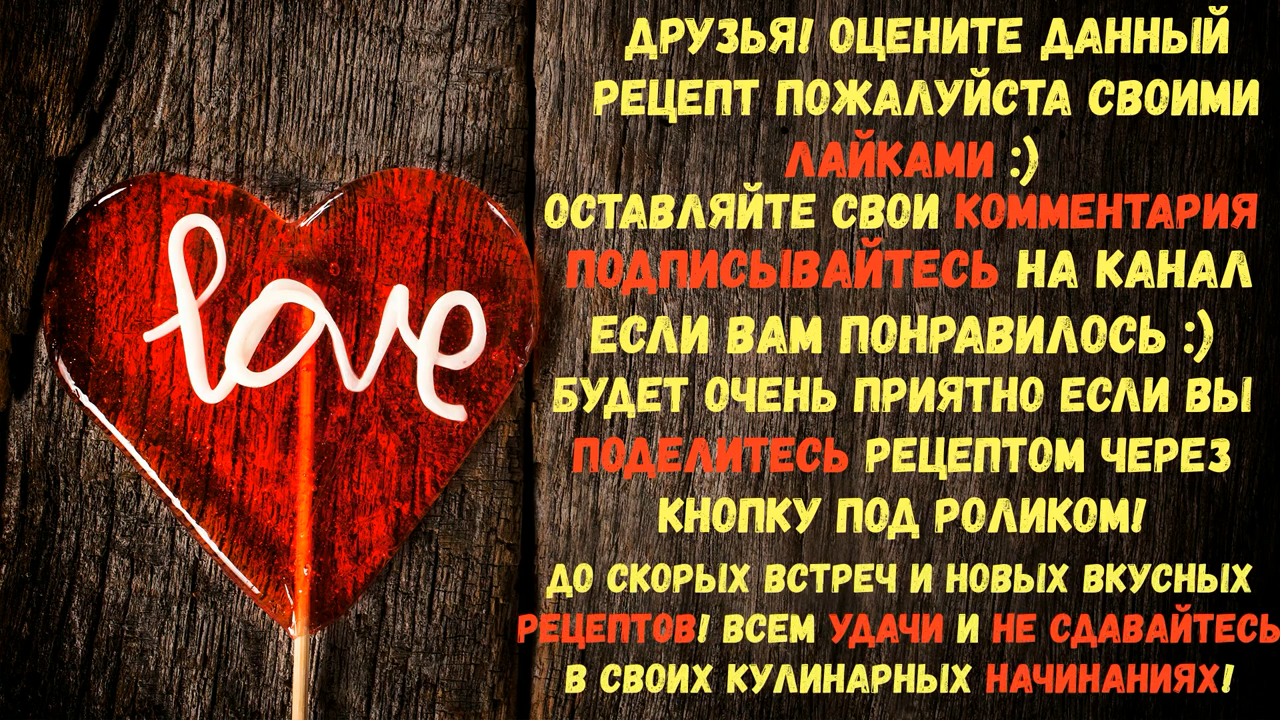 love
ДРУЗЬЯ! ОЦЕНИТЕ ДАННЫЙ
РЕЦЕПТ ПОЖАЛУЙСТА СВОИМИ
ЛАЙКАМИ :)
ОСТАВЛЯЙТЕ СВОИ КОММЕНТАРИЯ
ПОДПИСЫВАЙТЕСЬ НА КАНАЛ
ЕСЛИ ВАМ ПОНРАВИЛОСЬ :)
БУДЕТ ОЧЕНЬ ПРИЯТНО ЕСЛИ ВЫ
ПОДЕЛИТЕСЬ РЕЦЕПТОМ ЧЕРЕЗ
КНОПКУ ПОД РОЛИКОМ!
ДО СКОРЫХ ВСТРЕЧ И НОВЫХ ВКУСНЫХ
РЕЦЕПТОВ! ВСЕМ УДАЧИ И НЕ СДАВАЙТЕСЬ
В СВОИХ КУЛИНАРНЫХ НАЧИНАНИЯХ!